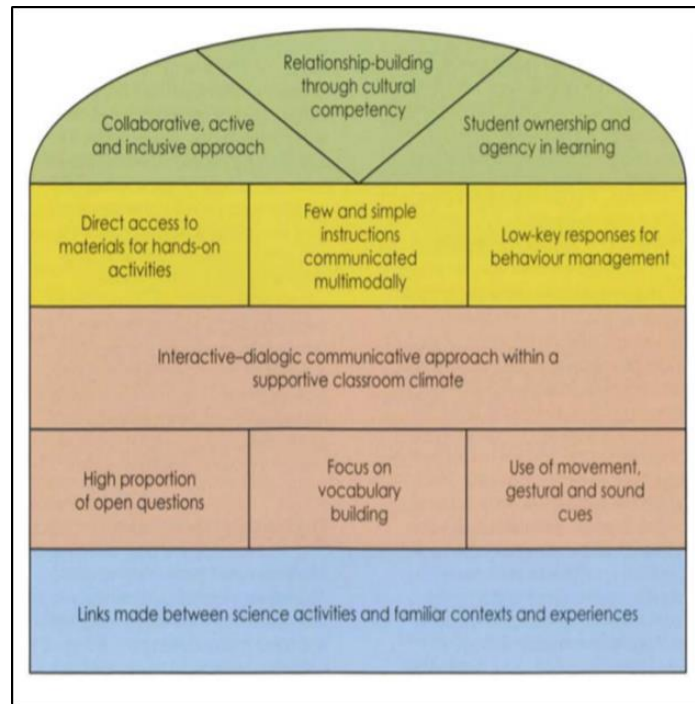 Relationship-building
through cultural
competency
Collaborative, active
and inclusive approach
Student ownership and
agency in learning
Direct access to
materials for hands-on
activities
Few and simple
instructions
communicated
multimodally
Low-key responses for
behaviour management
Interactive–dialogic communicative approach within a
supportive classroom climate
High proportion
of open questions
Focus on
vocabulary
building
Use of movement,
gestural and sound
cues
Links made between science activities and familiar contexts and experiences